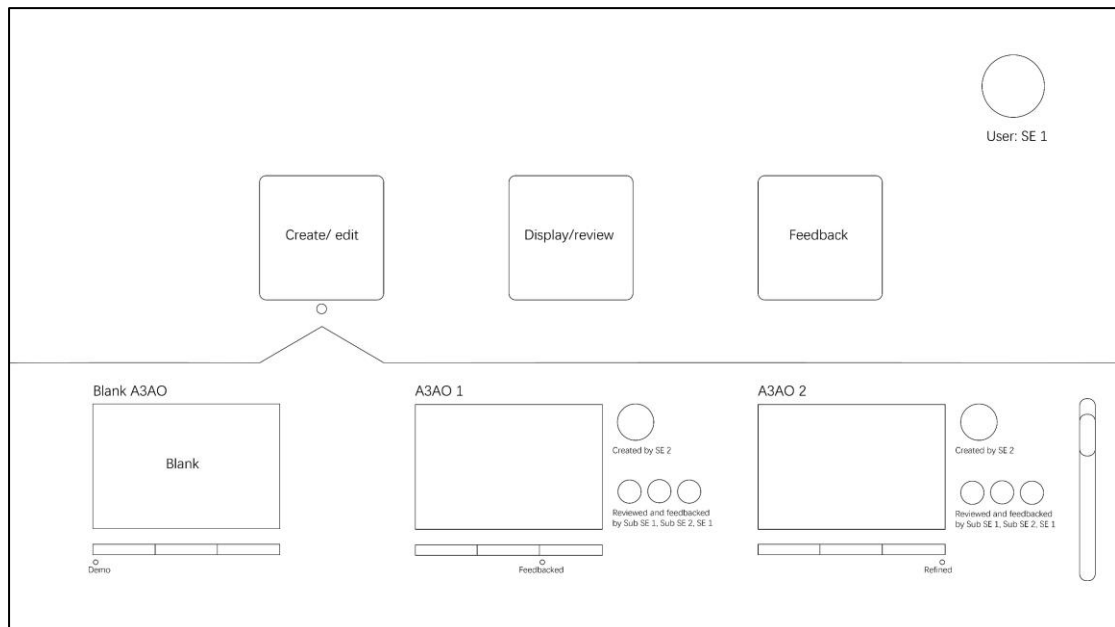 User: SE 1
Create/ edit
Display/review
Feedback
Blank A3AO
A3AO 1
A3AO 2
Blank
Created by SE 2
Created by SE 2
Reviewed and feedbacked
by Sub SE 1, Sub SE 2, SE 1
Reviewed and feedbacked
by Sub SE 1, Sub SE 2, SE 1
Demo
Feedbacked
Refined